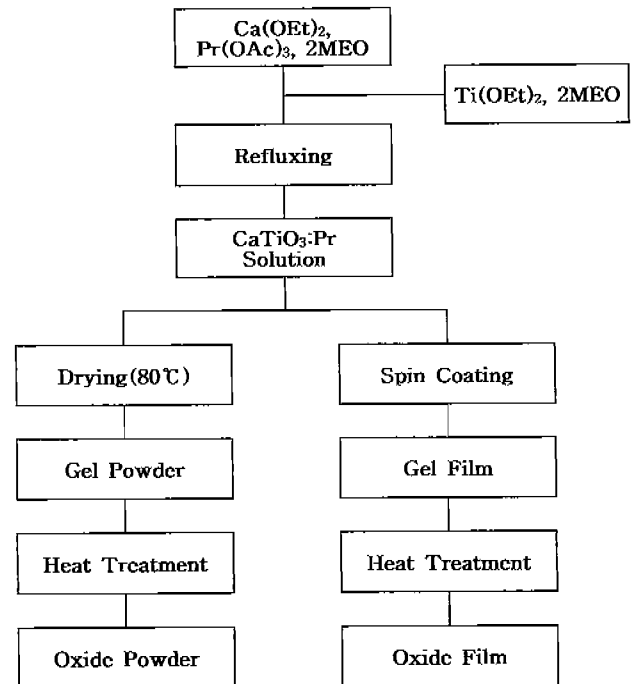 Ca(OEt)₂,
Pr(OAc)₃, 2MEO
Ti(OEt)₂, 2MEO
Refluxing
CaTiO₃:Pr
Solution
Drying(80℃)
Spin Coating
Gel Powder
Gel Film
Heat Treatment
Heat Treatment
Oxide Powder
Oxide Film